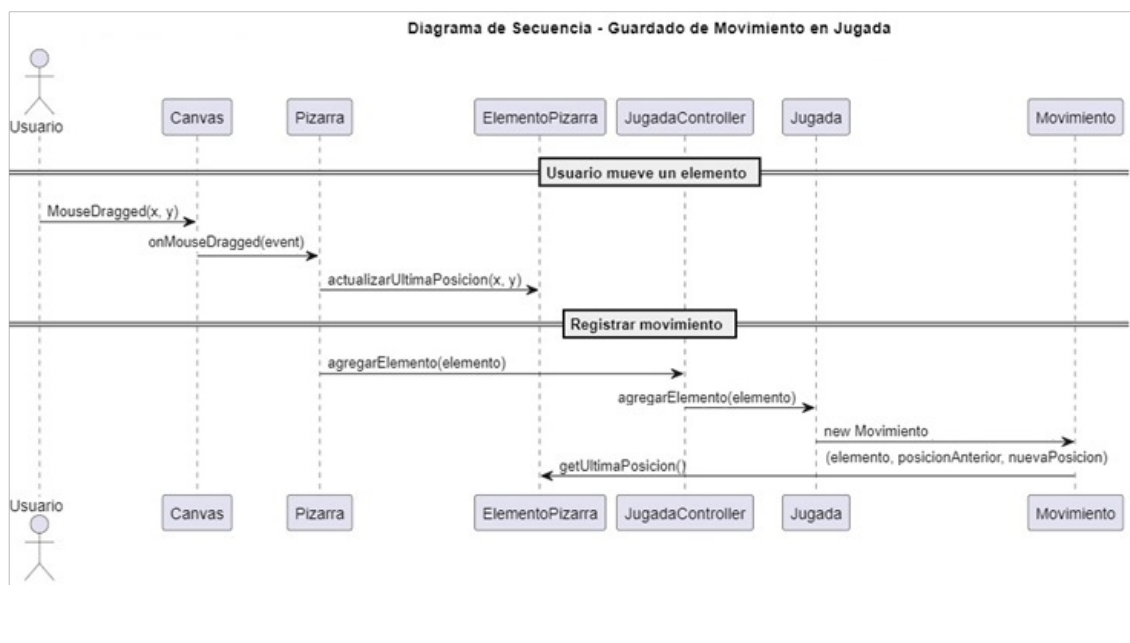 Diagrama de Secuencia - Guardado de Movimiento en Jugada
Usuario
Canvas
Pizarra
ElementoPizarra
JugadaController
Jugada
Movimiento
Usuario mueve un elemento
MouseDragged(x, y)
onMouseDragged(event)
actualizarUltimaPosicion(x, y)
Registrar movimiento
agregarElemento(elemento)
agregarElemento(elemento)
new Movimiento
(elemento, posicionAnterior, nuevaPosicion)
getUltimaPosicion()
Usuario
Canvas
Pizarra
ElementoPizarra
JugadaController
Jugada
Movimiento